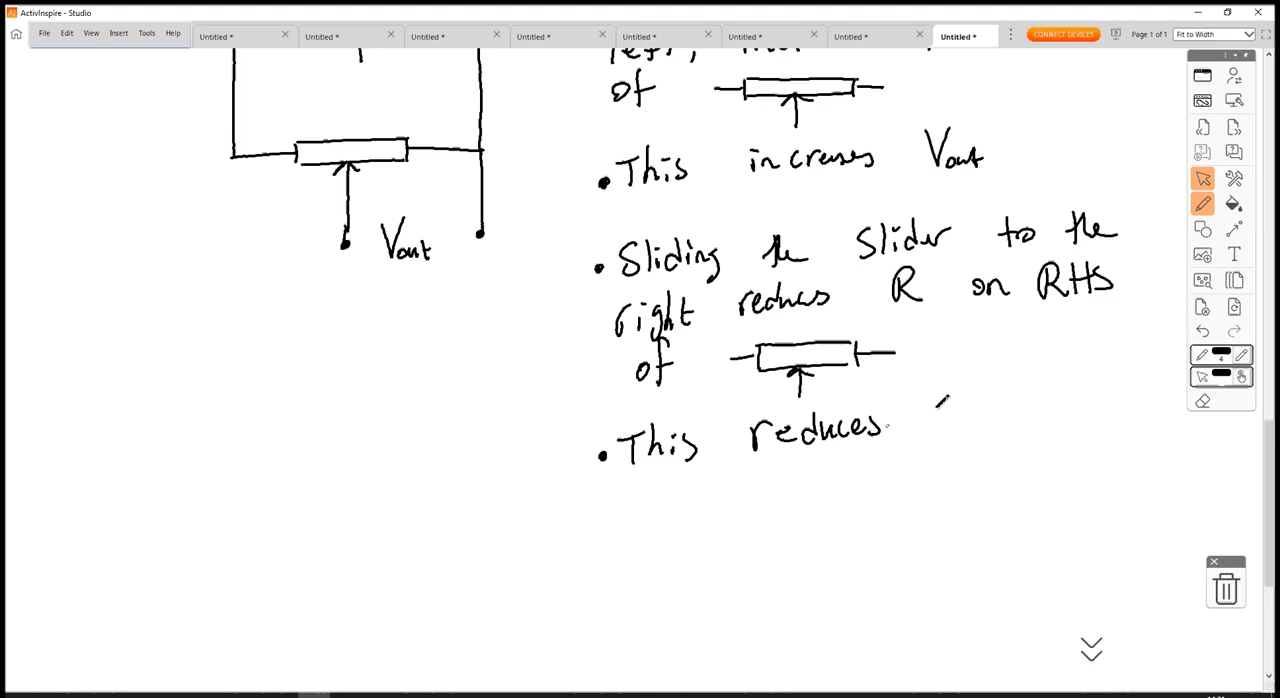 ActivInspire - Studio
File Edit View Insert Tools Help
Untitled * Untitled * Untitled * Untitled * Untitled * Untitled * Untitled * Untitled *
CONNECT DEVICES
Page 1 of 1
Fit to Width
of
• This increases Vout
• Sliding the slider to the
right reduces R on RHS
of
• This reduces
Vout
4